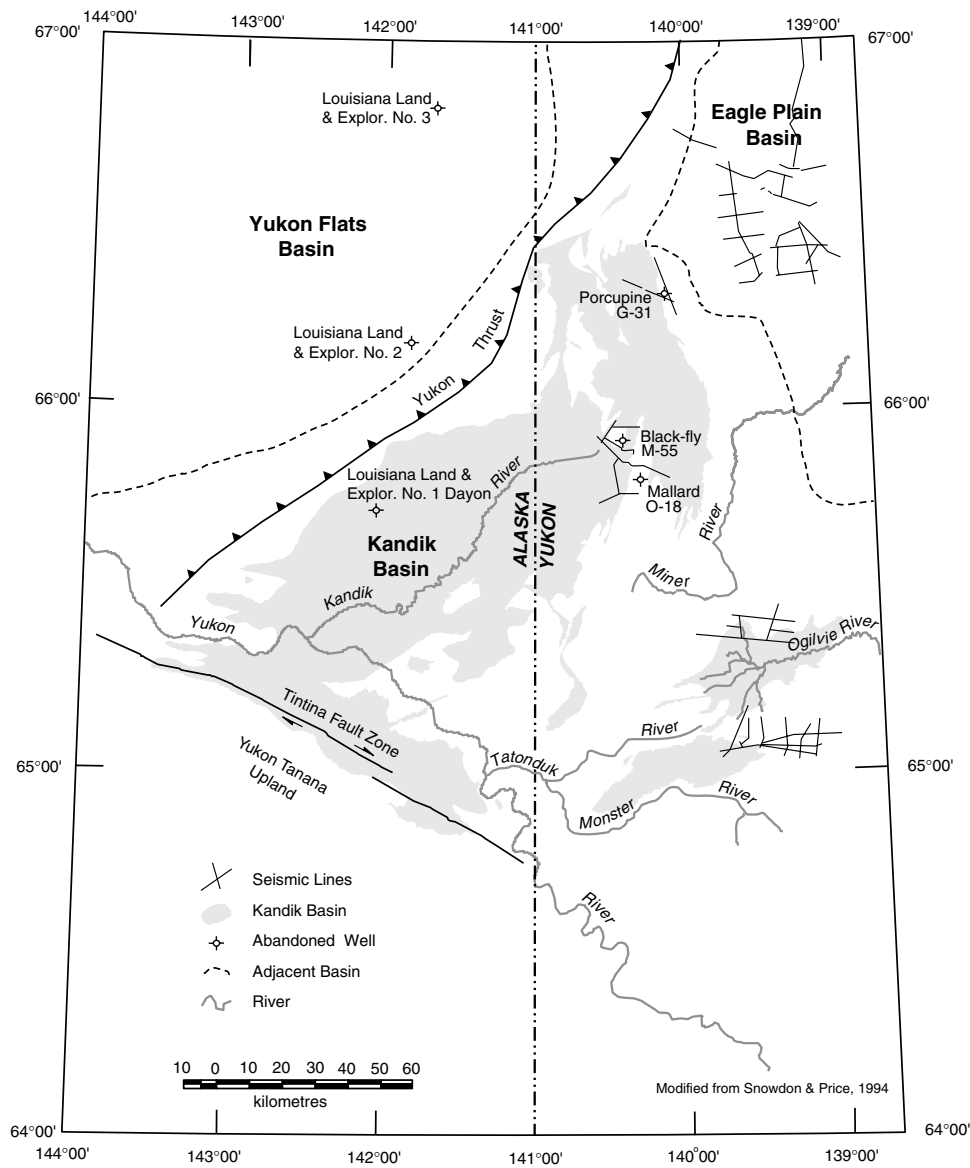 144°00'
143°00'
142°00'
141°00'
140°00'
139°00'
67°00'
67°00'
Louisiana Land
& Explor. No. 3
Eagle Plain
Basin
Yukon Flats
Basin
Porcupine
G-31
Louisiana Land
& Explor. No. 2
Thrust
Yukon
66°00'
66°00'
Black-fly
M-55
Louisiana Land &
Explor. No. 1 Dayon
River
Mallard
O-18
River
ALASKA
YUKON
Kandik
Basin
Miner
Kandik
Yukon
Ogilvie River
Tintina Fault Zone
River
Yukon Tanana
Upland
Tatonduk
65°00'
65°00'
River
Monster
Seismic Lines
Kandik Basin
River
Abandoned Well
Adjacent Basin
River
10 0 10 20 30 40 50 60
kilometres
Modified from Snowdon & Price, 1994
64°00'
64°00'
144°00'
143°00'
142°00'
141°00'
140°00'
139°00'